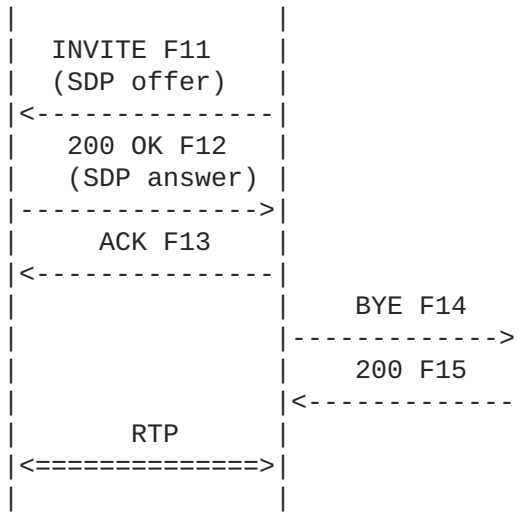 INVITE F11
(SDP offer)
200 OK F12
(SDP answer)
ACK F13
BYE F14
200 F15
RTP